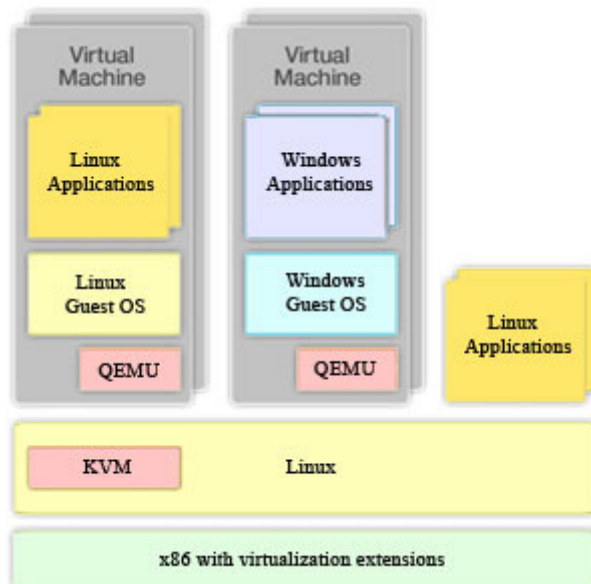 Virtual
Machine
Linux
Applications
Linux
Guest OS
QEMU
Virtual
Machine
Windows
Applications
Windows
Guest OS
QEMU
Linux
Applications
KVM
Linux
x86 with virtualization extensions